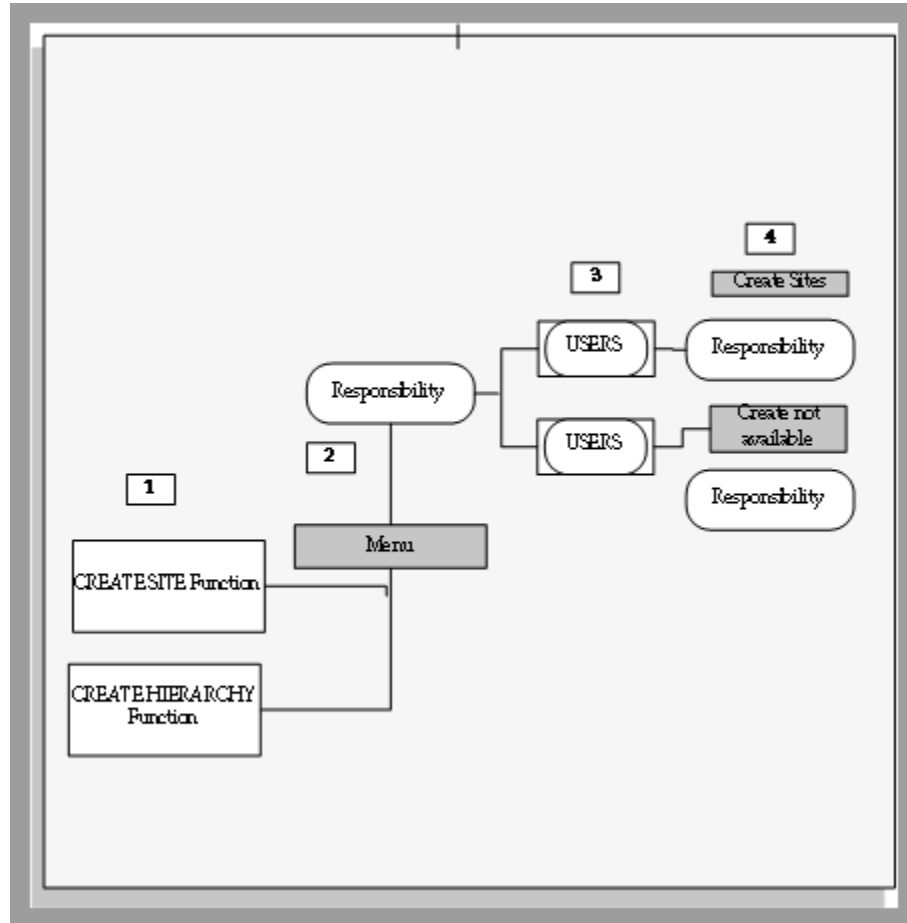 4
3
Create Sites
USERS
Responsibility
Responsibility
Create not
available
USERS
2
1
Responsibility
Menu
CREATE SITE Function
CREATE HIERARCHY
Function